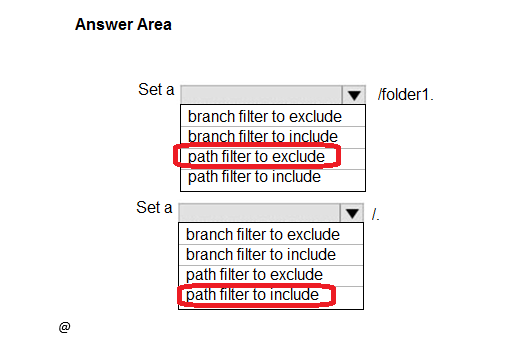 Answer Area
Set a /folder1.
branch filter to exclude
branch filter to include
path filter to exclude
path filter to include
Set a /.
branch filter to exclude
branch filter to include
path filter to exclude
path filter to include
@